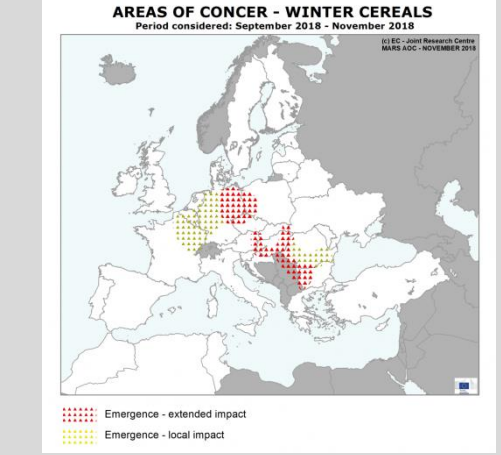 AREAS OF CONCER - WINTER CEREALS
Period considered: September 2018 - November 2018
(c) EC - Joint Research Centre
MARS AOC - NOVEMBER 2018
Emergence - extended impact
Emergence - local impact